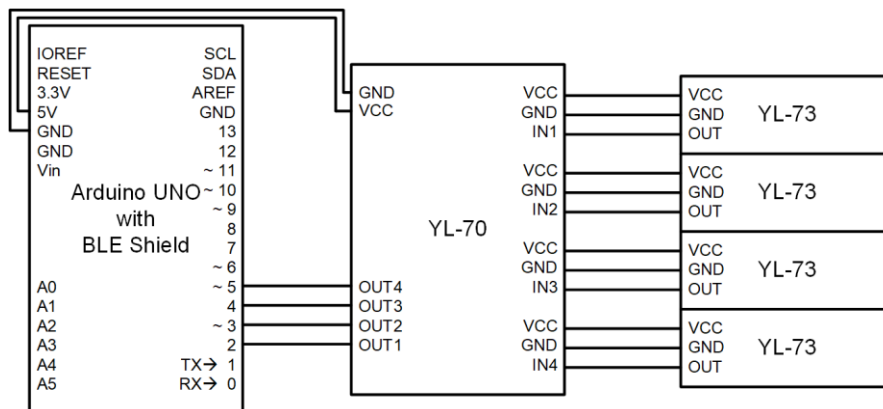 IOREF
RESET
3.3V
5V
GND
GND
Vin
A0
A1
A2
A3
A4
A5
Arduino UNO
with
BLE Shield
SCL
SDA
AREF
GND
13
12
~ 11
~ 10
~ 9
8
7
~ 6
~ 5
4
~ 3
2
TX→ 1
RX→ 0
GND
VCC
OUT4
OUT3
OUT2
OUT1
YL-70
VCC
GND
IN1
VCC
GND
IN2
VCC
GND
IN3
VCC
GND
IN4
VCC
GND
OUT
YL-73
VCC
GND
OUT
YL-73
VCC
GND
OUT
YL-73
VCC
GND
OUT
YL-73